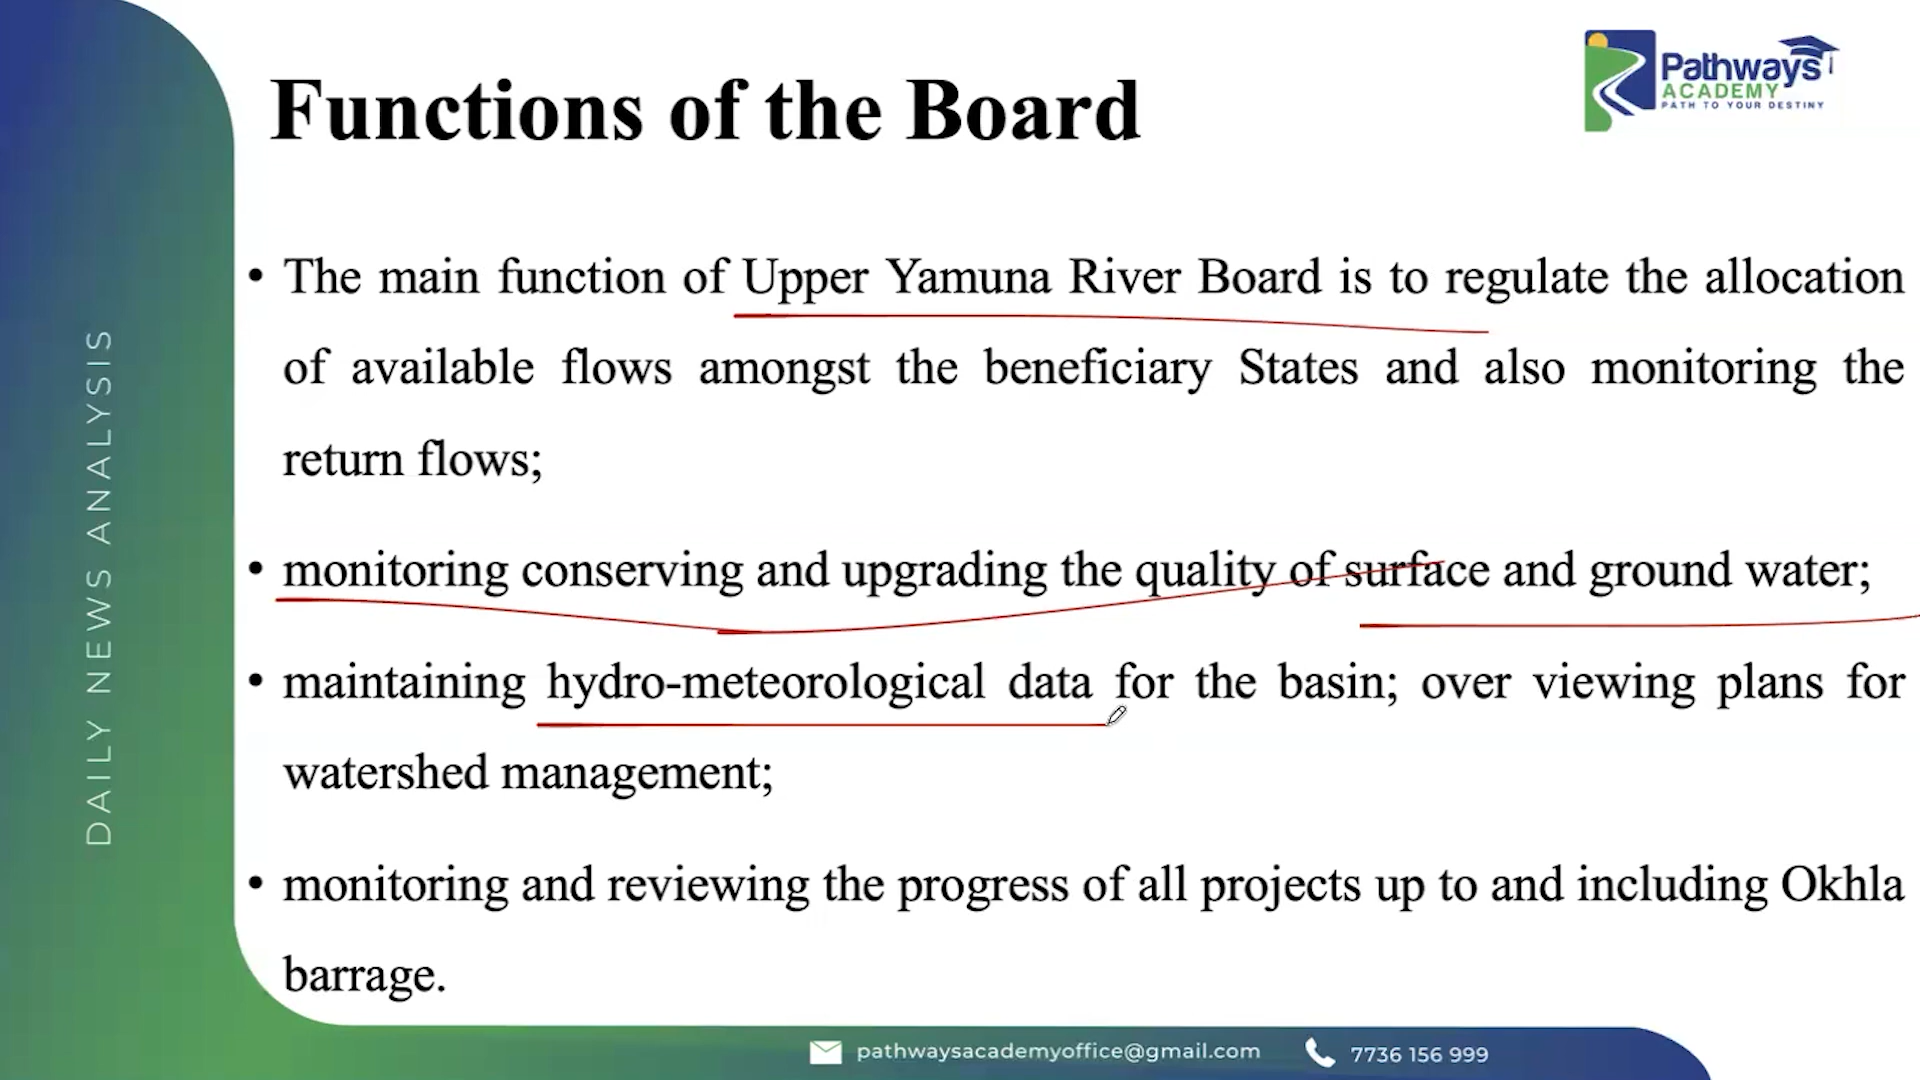 Functions of the Board
Pathways
ACADEMY
PATH TO YOUR DESTINY
DAILY NEWS ANALYSIS
• The main function of Upper Yamuna River Board is to regulate the allocation
of available flows amongst the beneficiary States and also monitoring the
return flows;
• monitoring conserving and upgrading the quality of surface and ground water;
• maintaining hydro-meteorological data for the basin; over viewing plans for
watershed management;
• monitoring and reviewing the progress of all projects up to and including Okhla
barrage.
pathwaysacademyoffice@gmail.com
7736 156 999